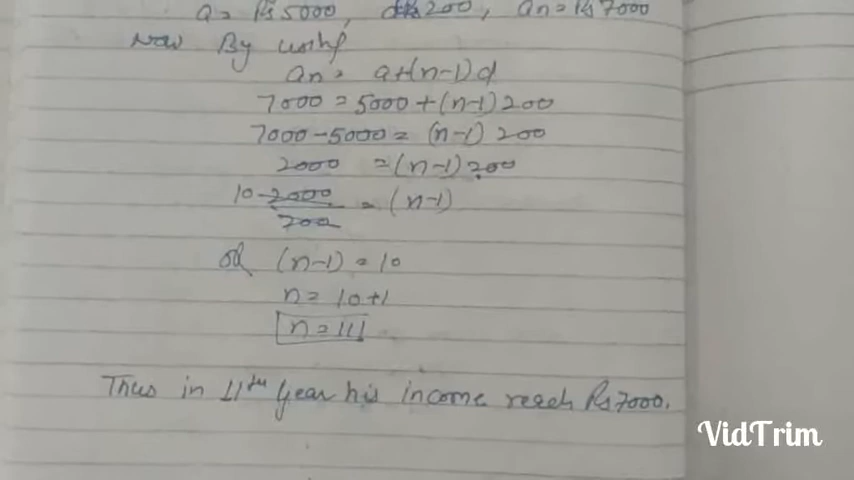 a = Rs 5000, d = Rs 200, an = Rs 7000
Now By using
an = a+(n-1)d
7000 = 5000 + (n-1) 200
7000 - 5000 = (n-1) 200
2000 = (n-1) 200
10 2000/200 = (n-1)
or (n-1) = 10
n = 10+1
n = 11
Thus in 11th year his income reach Rs 7000.
VidTrim